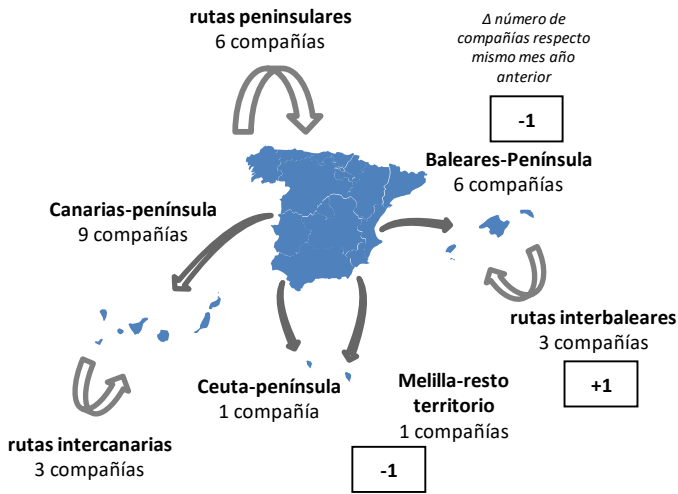 rutas peninsulares
6 compañías
Δ número de
compañías respecto
mismo mes año
anterior
-1
Baleares-Península
6 compañías
Canarias-península
9 compañías
rutas interbaleares
3 compañías
+1
Ceuta-península
1 compañía
Melilla-resto
territorio
1 compañías
-1
rutas intercanarias
3 compañías